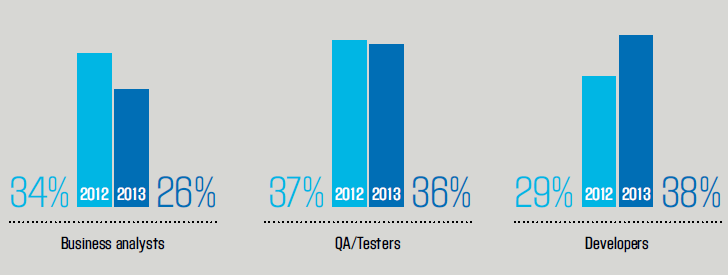 34% 2012 2013 26%
37% 2012 2013 36%
29% 2012 2013 38%
Business analysts
QA/Testers
Developers